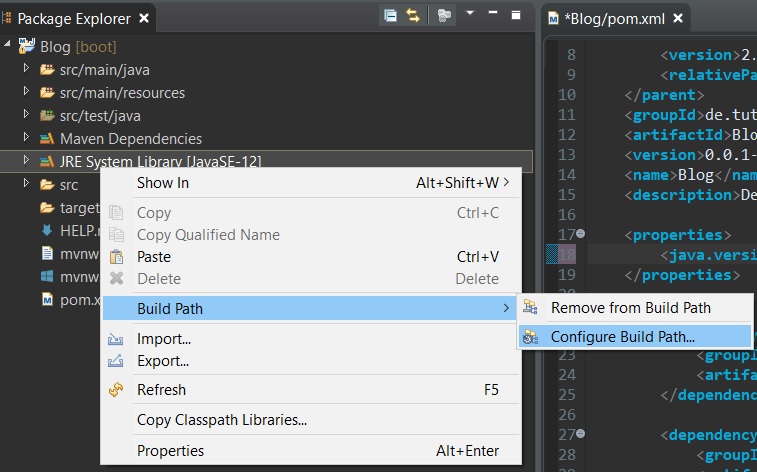 Package Explorer
*Blog/pom.xml
Blog [boot]
src/main/java
src/main/resources
src/test/java
Maven Dependencies
JRE System Library [JavaSE-12]
src
target
HELP.
mvnw
mvnw.
pom.x
Show In Alt+Shift+W
Copy Ctrl+C
Copy Qualified Name
Paste Ctrl+V
Delete Delete
Build Path
Import...
Export...
Refresh F5
Copy Classpath Libraries...
Properties Alt+Enter
Remove from Build Path
Configure Build Path...
8 <version>2.
9 <relativePa
10 </parent>
11 <groupId>de.tut
12 <artifactId>Blo
13 <version>0.0.1-
14 <name>Blog</nam
15 <description>De
16
17 <properties>
18 <java.versi
19 </properties>
23 <groupI
24 <artifa
25 </dependenc
26
27 <dependency
28 <groupI